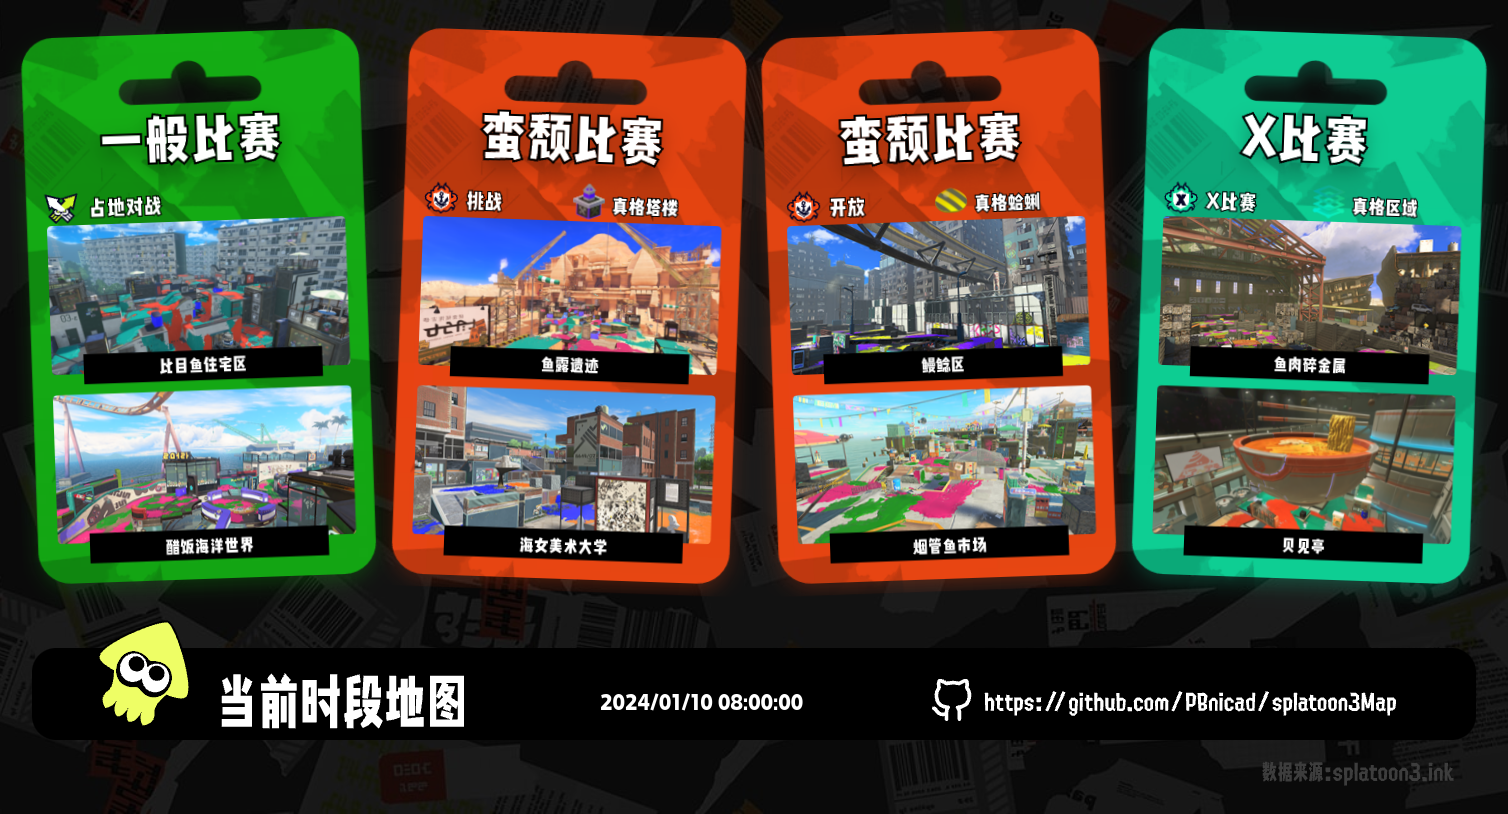 一般比赛
占地对战
比目鱼住宅区
醋饭海洋世界
蛮颓比赛
挑战
真格塔楼
鱼露遗迹
海女美术大学
蛮颓比赛
开放
真格蛤蜊
鳗鲶区
烟管鱼市场
X比赛
X比赛
真格区域
鱼肉碎金属
贝见亭
当前时段地图
2024/01/10 08:00:00
https://github.com/PBnicad/splatoon3Map
数据来源:splatoon3.ink